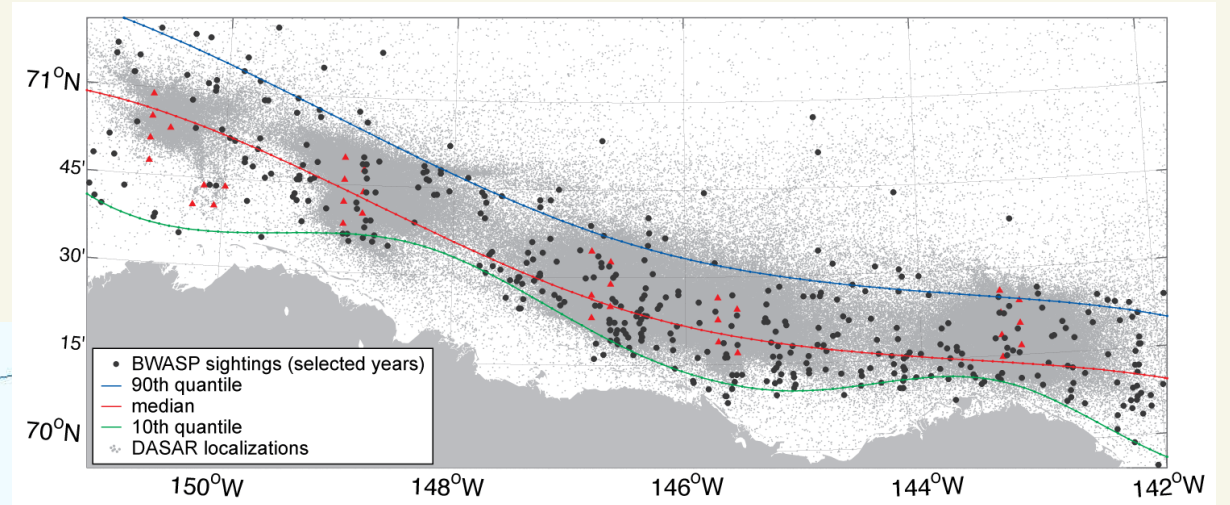 71°N
45'
30'
15'
70°N
BWASP sightings (selected years)
90th quantile
median
10th quantile
DASAR localizations
150°W
148°W
146°W
144°W
142°W